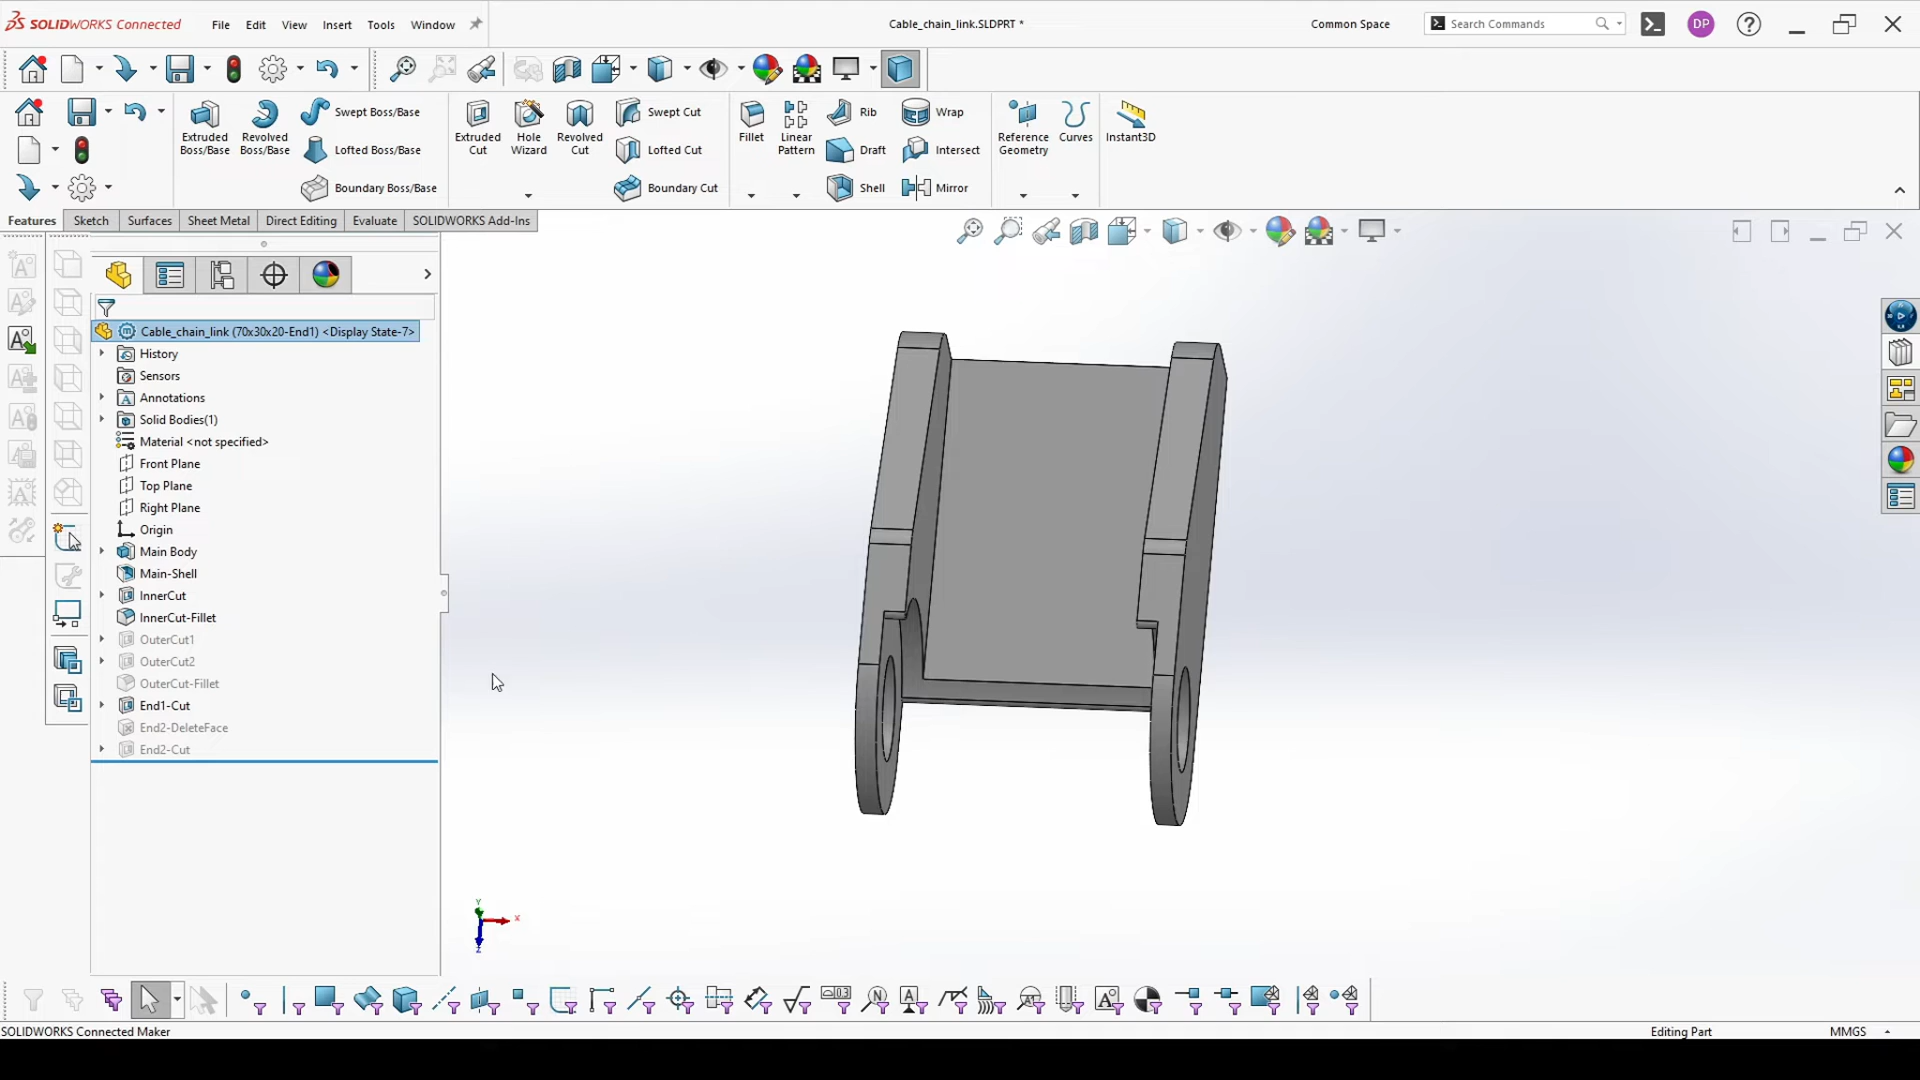 SOLIDWORKS Connected
File Edit View Insert Tools Window
Cable_chain_link.SLDPRT *
Common Space
Search Commands
DP
Extruded Boss/Base
Revolved Boss/Base
Swept Boss/Base
Lofted Boss/Base
Boundary Boss/Base
Extruded Cut
Hole Wizard
Revolved Cut
Swept Cut
Lofted Cut
Boundary Cut
Fillet
Linear Pattern
Rib
Draft
Shell
Wrap
Intersect
Mirror
Reference Geometry
Curves
Instant3D
Features Sketch Surfaces Sheet Metal Direct Editing Evaluate SOLIDWORKS Add-Ins
Cable_chain_link (70x30x20-End1) <Display State-7>
History
Sensors
Annotations
Solid Bodies(1)
Material <not specified>
Front Plane
Top Plane
Right Plane
Origin
Main Body
Main-Shell
InnerCut
InnerCut-Fillet
OuterCut1
OuterCut2
OuterCut-Fillet
End1-Cut
End2-DeleteFace
End2-Cut
Y
X
Z
SOLIDWORKS Connected Maker
Editing Part
MMGS